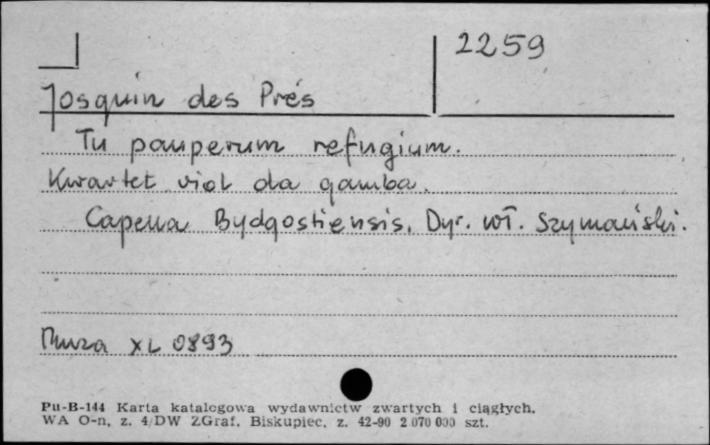 2259
Josquin des Prés
Tu pauperum refugium.
Kwartet viol da gamba.
Capella Bydgostiensis. Dyr. Wł. Szymański.
Muza XL 0893
Pu-B-144 Karta katalogowa wydawnictw zwartych i ciągłych.
WA O-n, z. 4/DW ZGraf. Biskupiec, z. 42-90 2 070 000 szt.